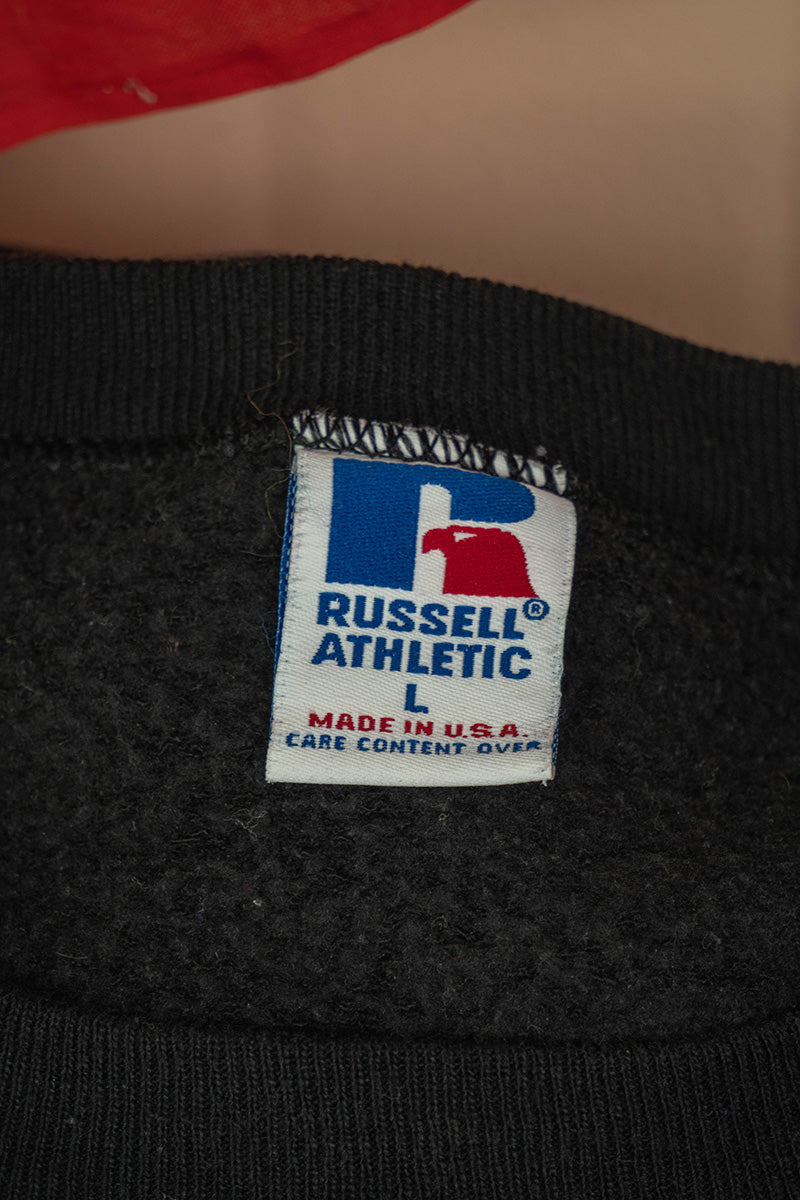 RUSSELL®
ATHLETIC
L
MADE IN U.S.A.
CARE CONTENT OVER